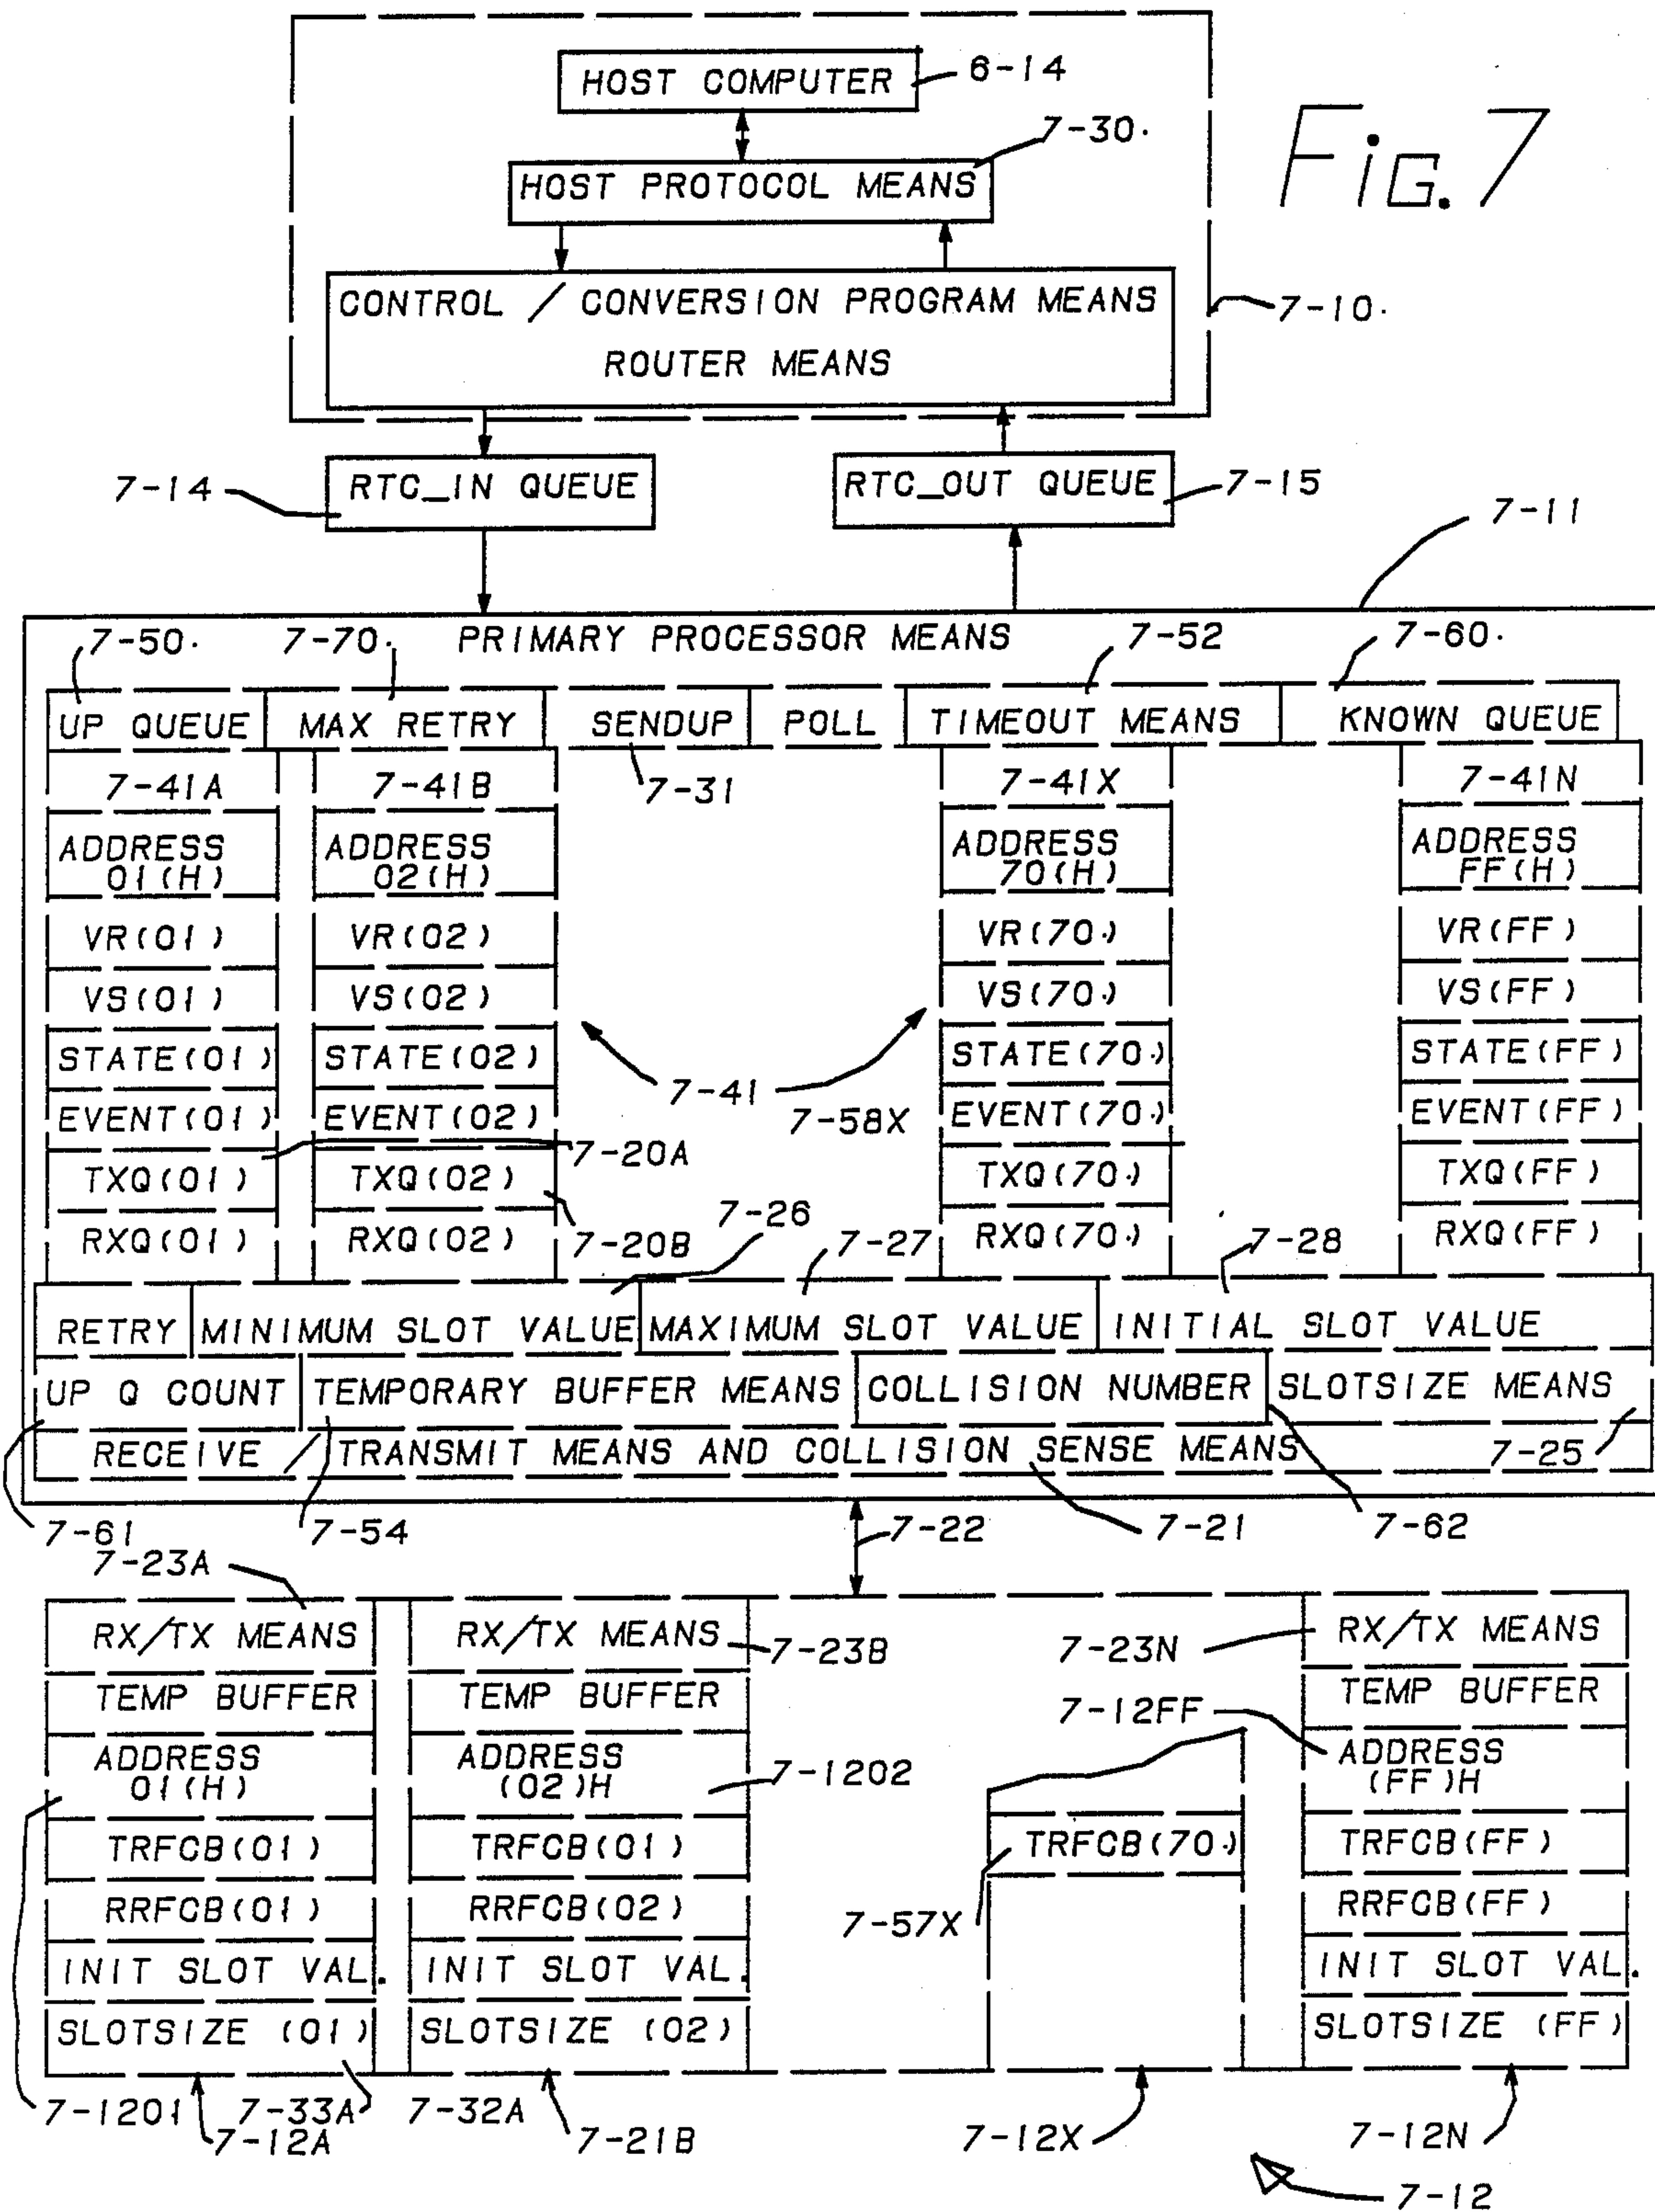 HOST COMPUTER 6-14
Fig. 7
7-30.
HOST PROTOCOL MEANS
CONTROL / CONVERSION PROGRAM MEANS
ROUTER MEANS
7-10.
7-14 RTC_IN QUEUE RTC_OUT QUEUE 7-15
7-11
7-50. 7-70. PRIMARY PROCESSOR MEANS 7-52 7-60.
UP QUEUE MAX RETRY SENDUP POLL TIMEOUT MEANS KNOWN QUEUE
7-41A 7-41B 7-31 7-41X 7-41N
ADDRESS ADDRESS ADDRESS ADDRESS
01(H) 02(H) 70(H) FF(H)
VR(01) VR(02) VR(70.) VR(FF)
VS(01) VS(02) VS(70.) VS(FF)
STATE(01) STATE(02) STATE(70.) STATE(FF)
7-41
EVENT(01) EVENT(02) 7-58X EVENT(70.) EVENT(FF)
7-20A
TXQ(01) TXQ(02) TXQ(70.) TXQ(FF)
7-26
RXQ(01) RXQ(02) 7-20B 7-27 RXQ(70.) 7-28 RXQ(FF)
RETRY MINIMUM SLOT VALUE MAXIMUM SLOT VALUE INITIAL SLOT VALUE
UP Q COUNT TEMPORARY BUFFER MEANS COLLISION NUMBER SLOTSIZE MEANS
RECEIVE / TRANSMIT MEANS AND COLLISION SENSE MEANS 7-25
7-61 7-54 7-22 7-21 7-62
7-23A
RX/TX MEANS RX/TX MEANS 7-23B 7-23N RX/TX MEANS
TEMP BUFFER TEMP BUFFER 7-12FF TEMP BUFFER
ADDRESS ADDRESS ADDRESS
01(H) (02)H 7-1202 (FF)H
TRFCB(01) TRFCB(01) TRFCB(70.) TRFCB(FF)
RRFCB(01) RRFCB(02) 7-57X RRFCB(FF)
INIT SLOT VAL. INIT SLOT VAL. INIT SLOT VAL.
SLOTSIZE (01) SLOTSIZE (02) SLOTSIZE (FF)
7-1201 7-33A 7-32A
7-12A 7-21B 7-12X 7-12N
7-12